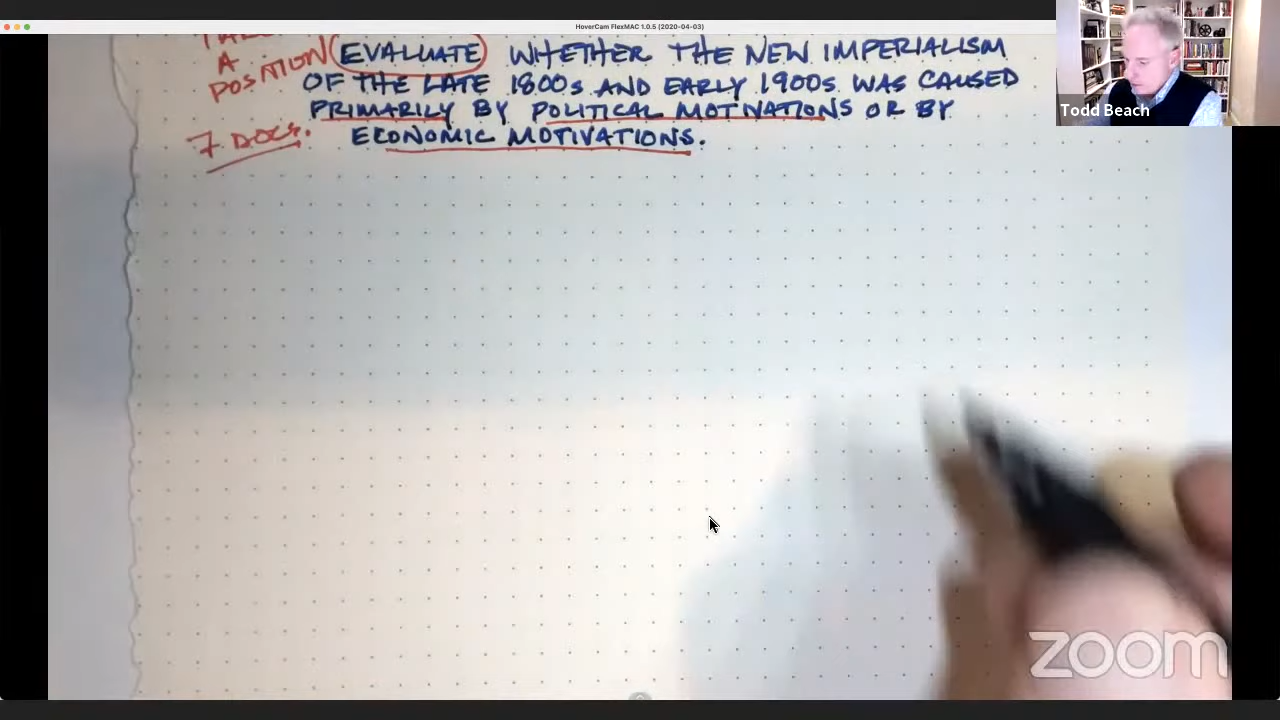 HoverCam FlexMAC 1.0.5 (2020-04-03)
A
POSITION
EVALUATE WHETHER THE NEW IMPERIALISM
OF THE LATE 1800s AND EARLY 1900s WAS CAUSED
PRIMARILY BY POLITICAL MOTIVATIONS OR BY
ECONOMIC MOTIVATIONS.
7 DOCS.
Todd Beach
zoom